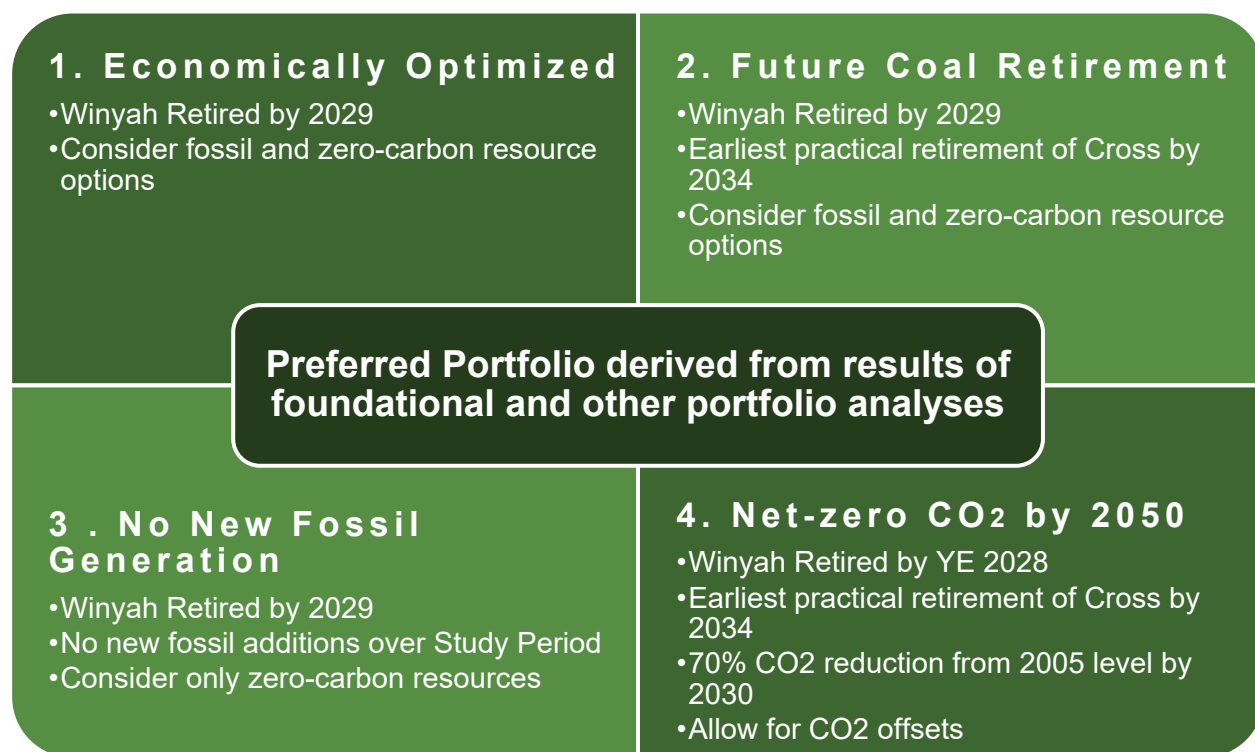 1. Economically Optimized
•Winyah Retired by 2029
•Consider fossil and zero-carbon resource
options
2. Future Coal Retirement
•Winyah Retired by 2029
•Earliest practical retirement of Cross by
2034
•Consider fossil and zero-carbon resource
options
Preferred Portfolio derived from results of
foundational and other portfolio analyses
3 . No New Fossil
Generation
•Winyah Retired by 2029
•No new fossil additions over Study Period
•Consider only zero-carbon resources
4. Net-zero CO2 by 2050
•Winyah Retired by YE 2028
•Earliest practical retirement of Cross by
2034
•70% CO2 reduction from 2005 level by
2030
•Allow for CO2 offsets